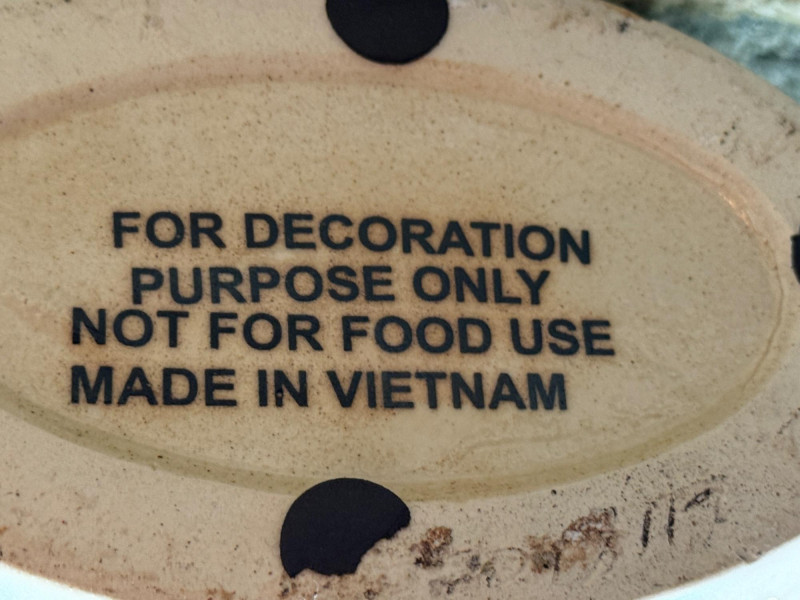 FOR DECORATION
PURPOSE ONLY
NOT FOR FOOD USE
MADE IN VIETNAM